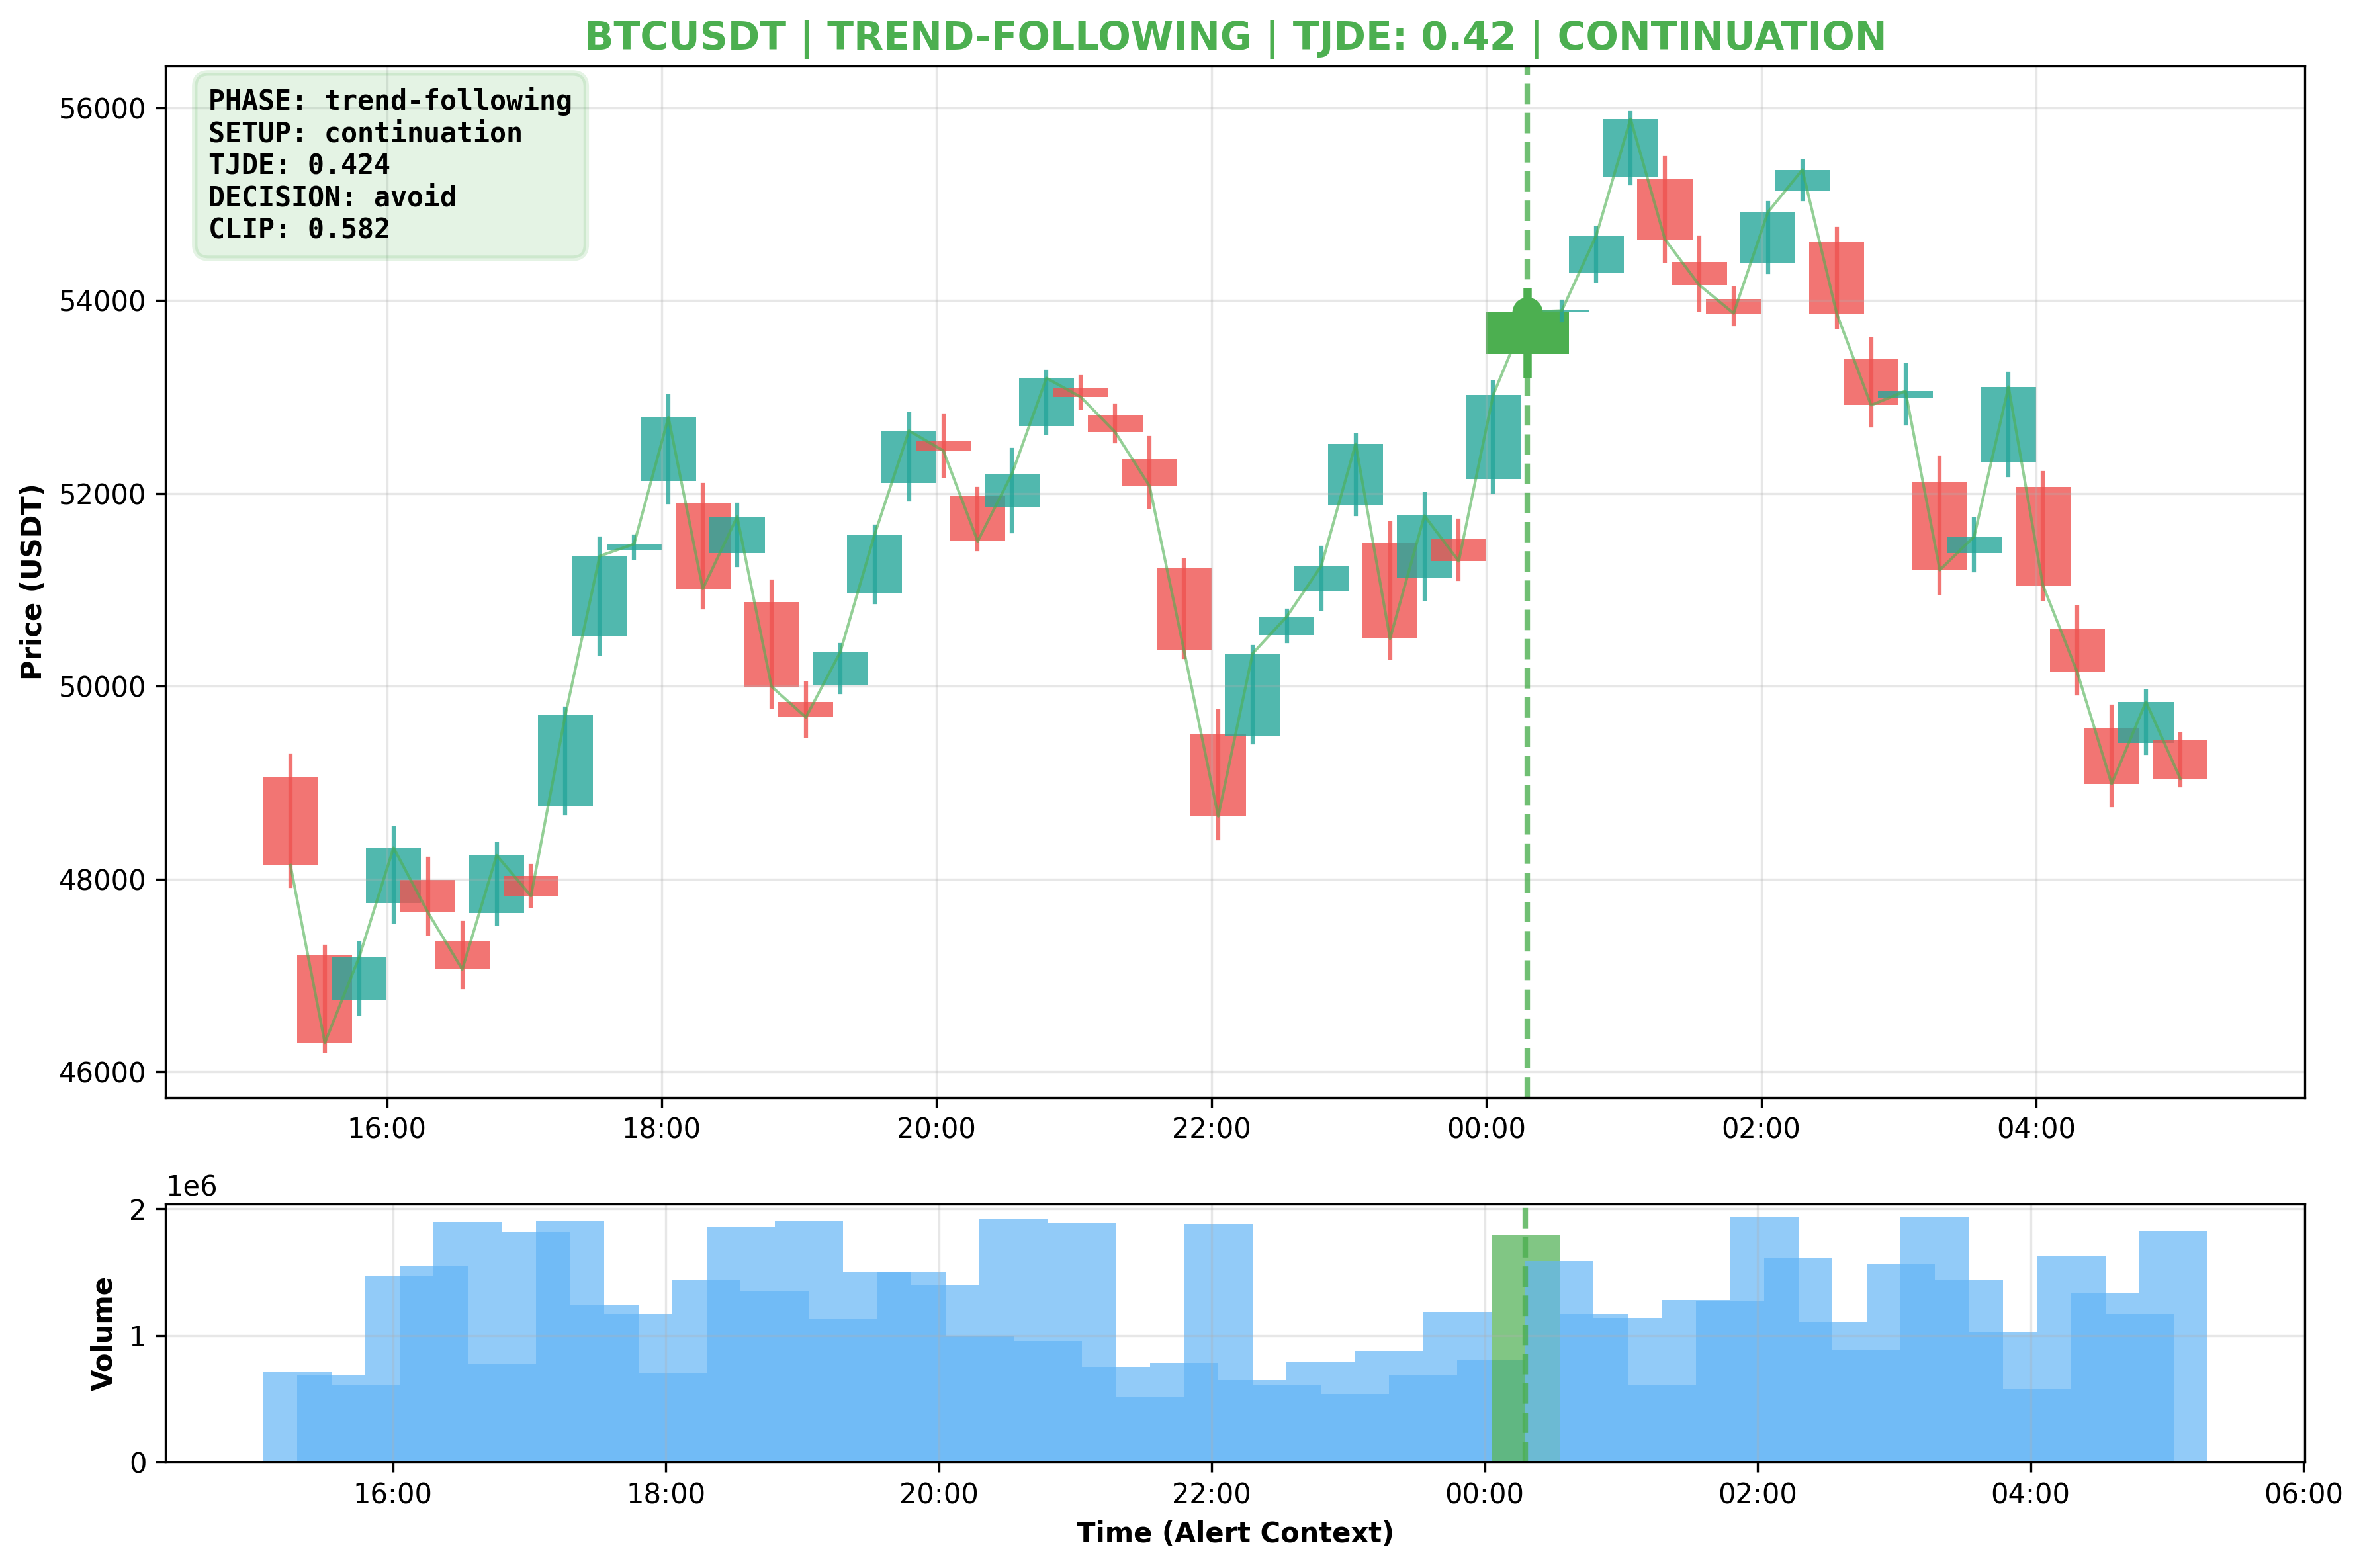 BTCUSDT | TREND-FOLLOWING | TJDE: 0.42 | CONTINUATION
PHASE: trend-following
SETUP: continuation
TJDE: 0.424
DECISION: avoid
CLIP: 0.582
Price (USDT)
56000
54000
52000
50000
48000
46000
16:00 18:00 20:00 22:00 00:00 02:00 04:00
1e6
Volume
2
1
0
16:00 18:00 20:00 22:00 00:00 02:00 04:00 06:00
Time (Alert Context)